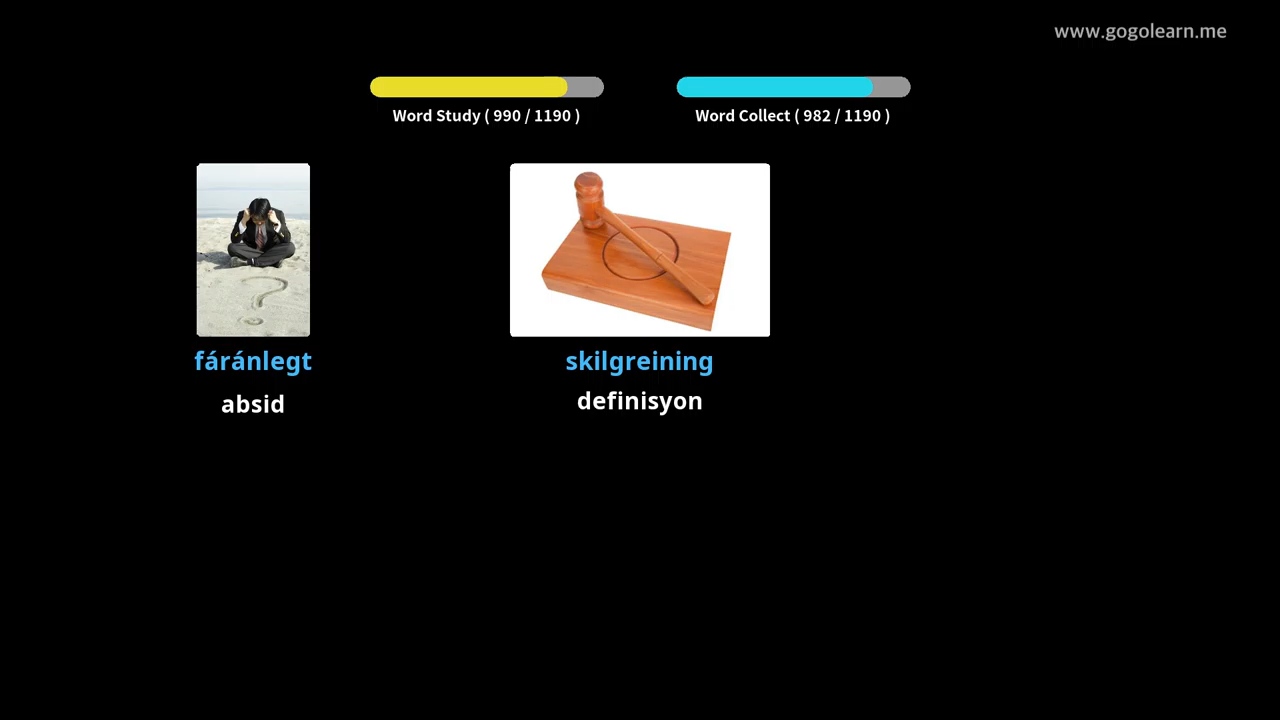 www.gogolearn.me
Word Study ( 990 / 1190 )
Word Collect ( 982 / 1190 )
fáránlegt
absid
skilgreining
definisyon